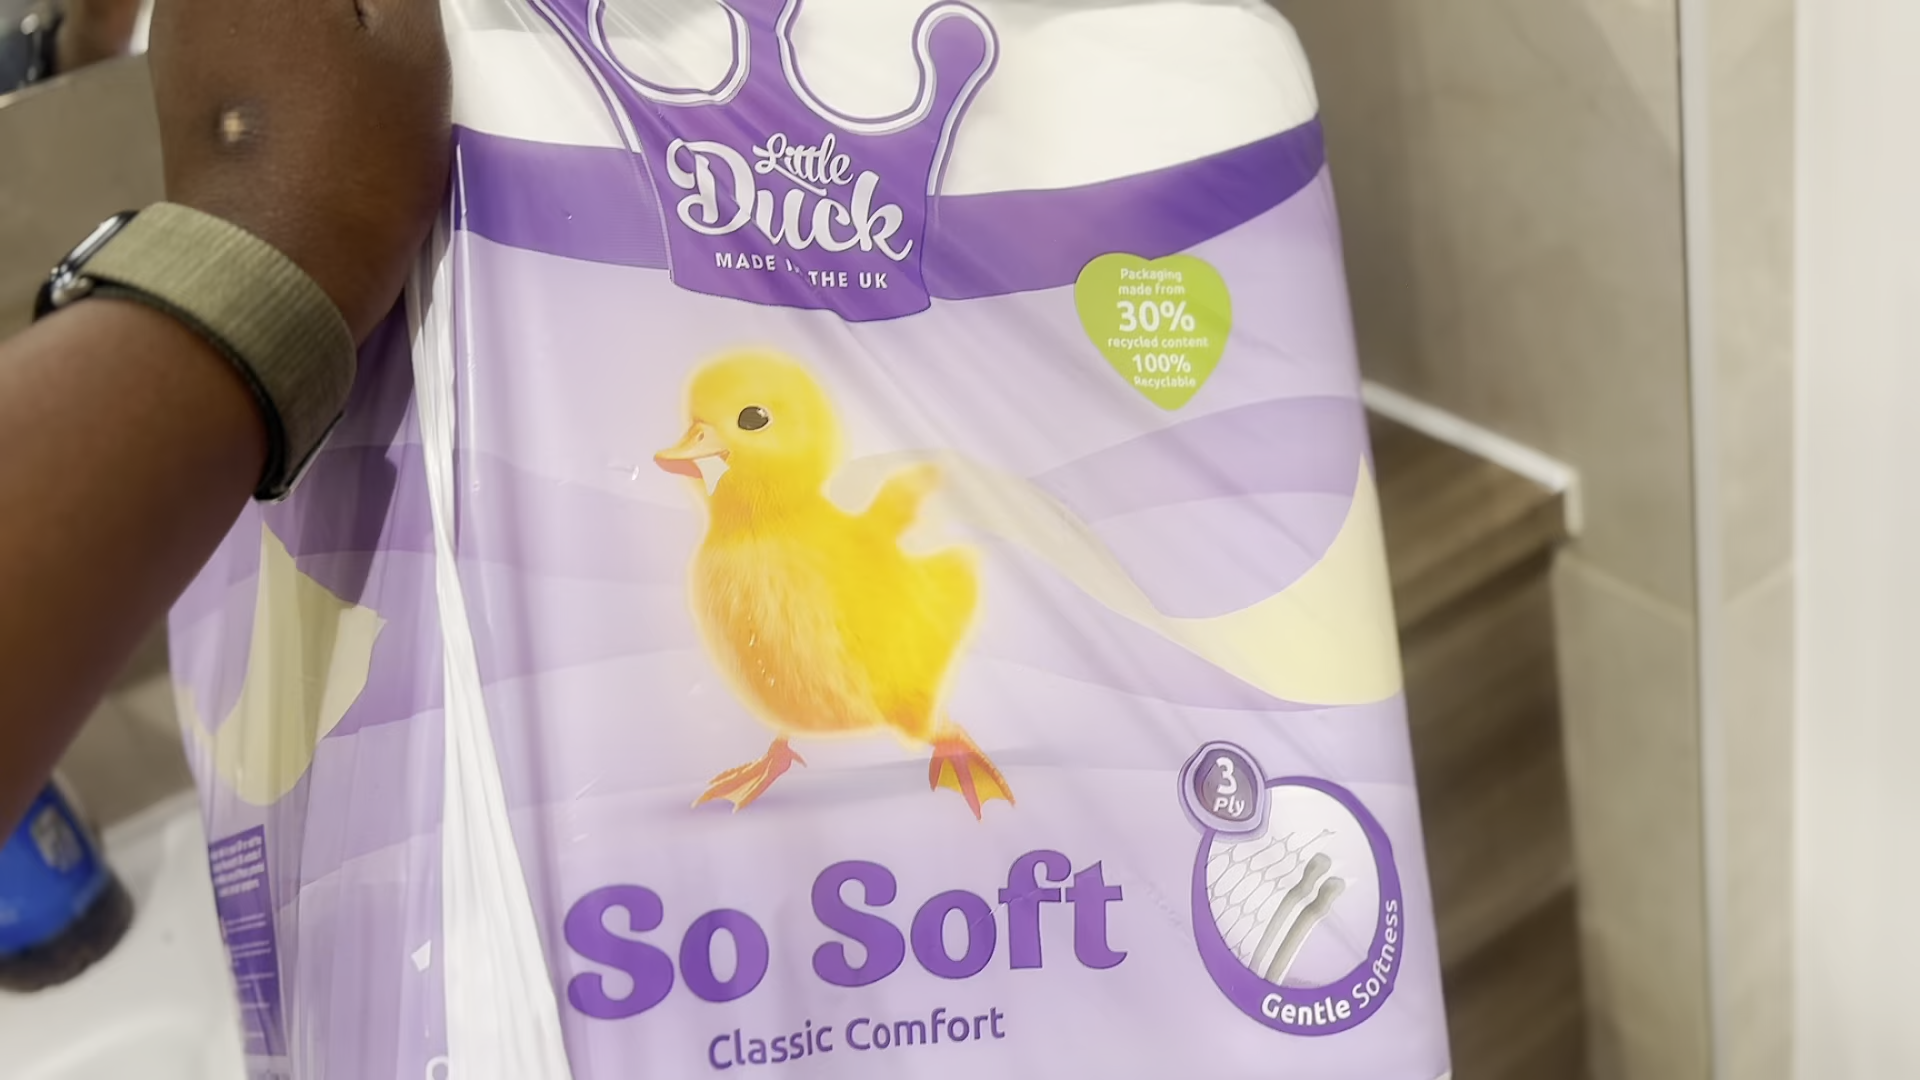 Little
Duck
MADE IN THE UK
Packaging
made from
30%
recycled content
100%
Recyclable
3
Ply
So Soft
Gentle Softness
Classic Comfort